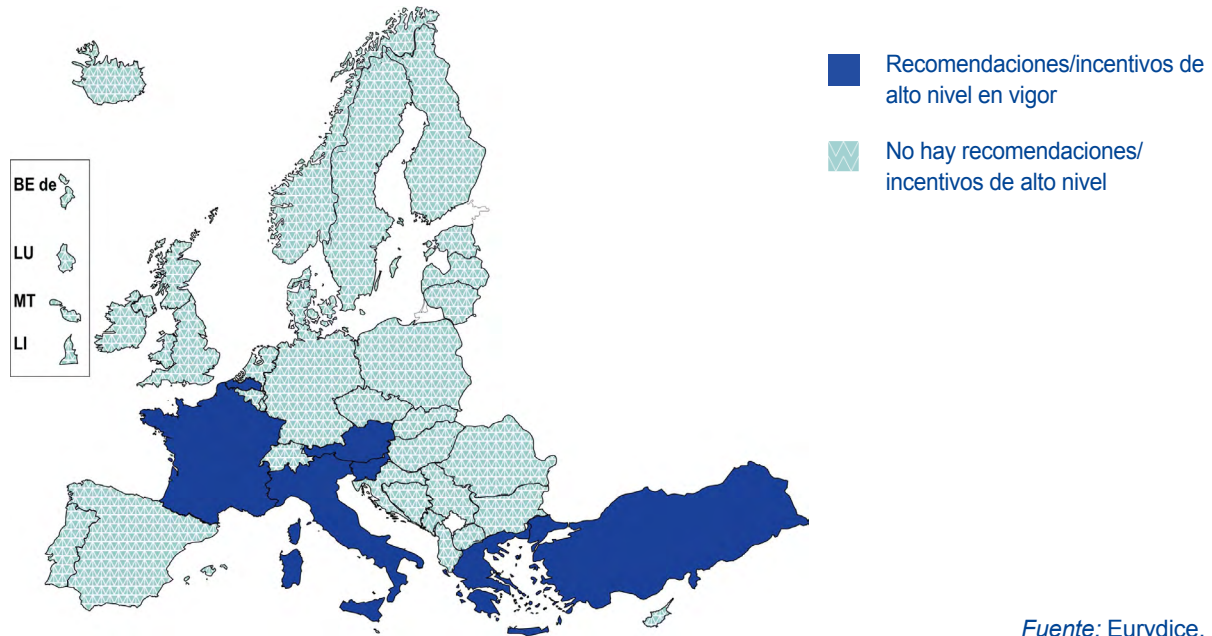 Recomendaciones/incentivos de
alto nivel en vigor
No hay recomendaciones/
incentivos de alto nivel
BE de
LU
MT
LI
Fuente: Eurydice.